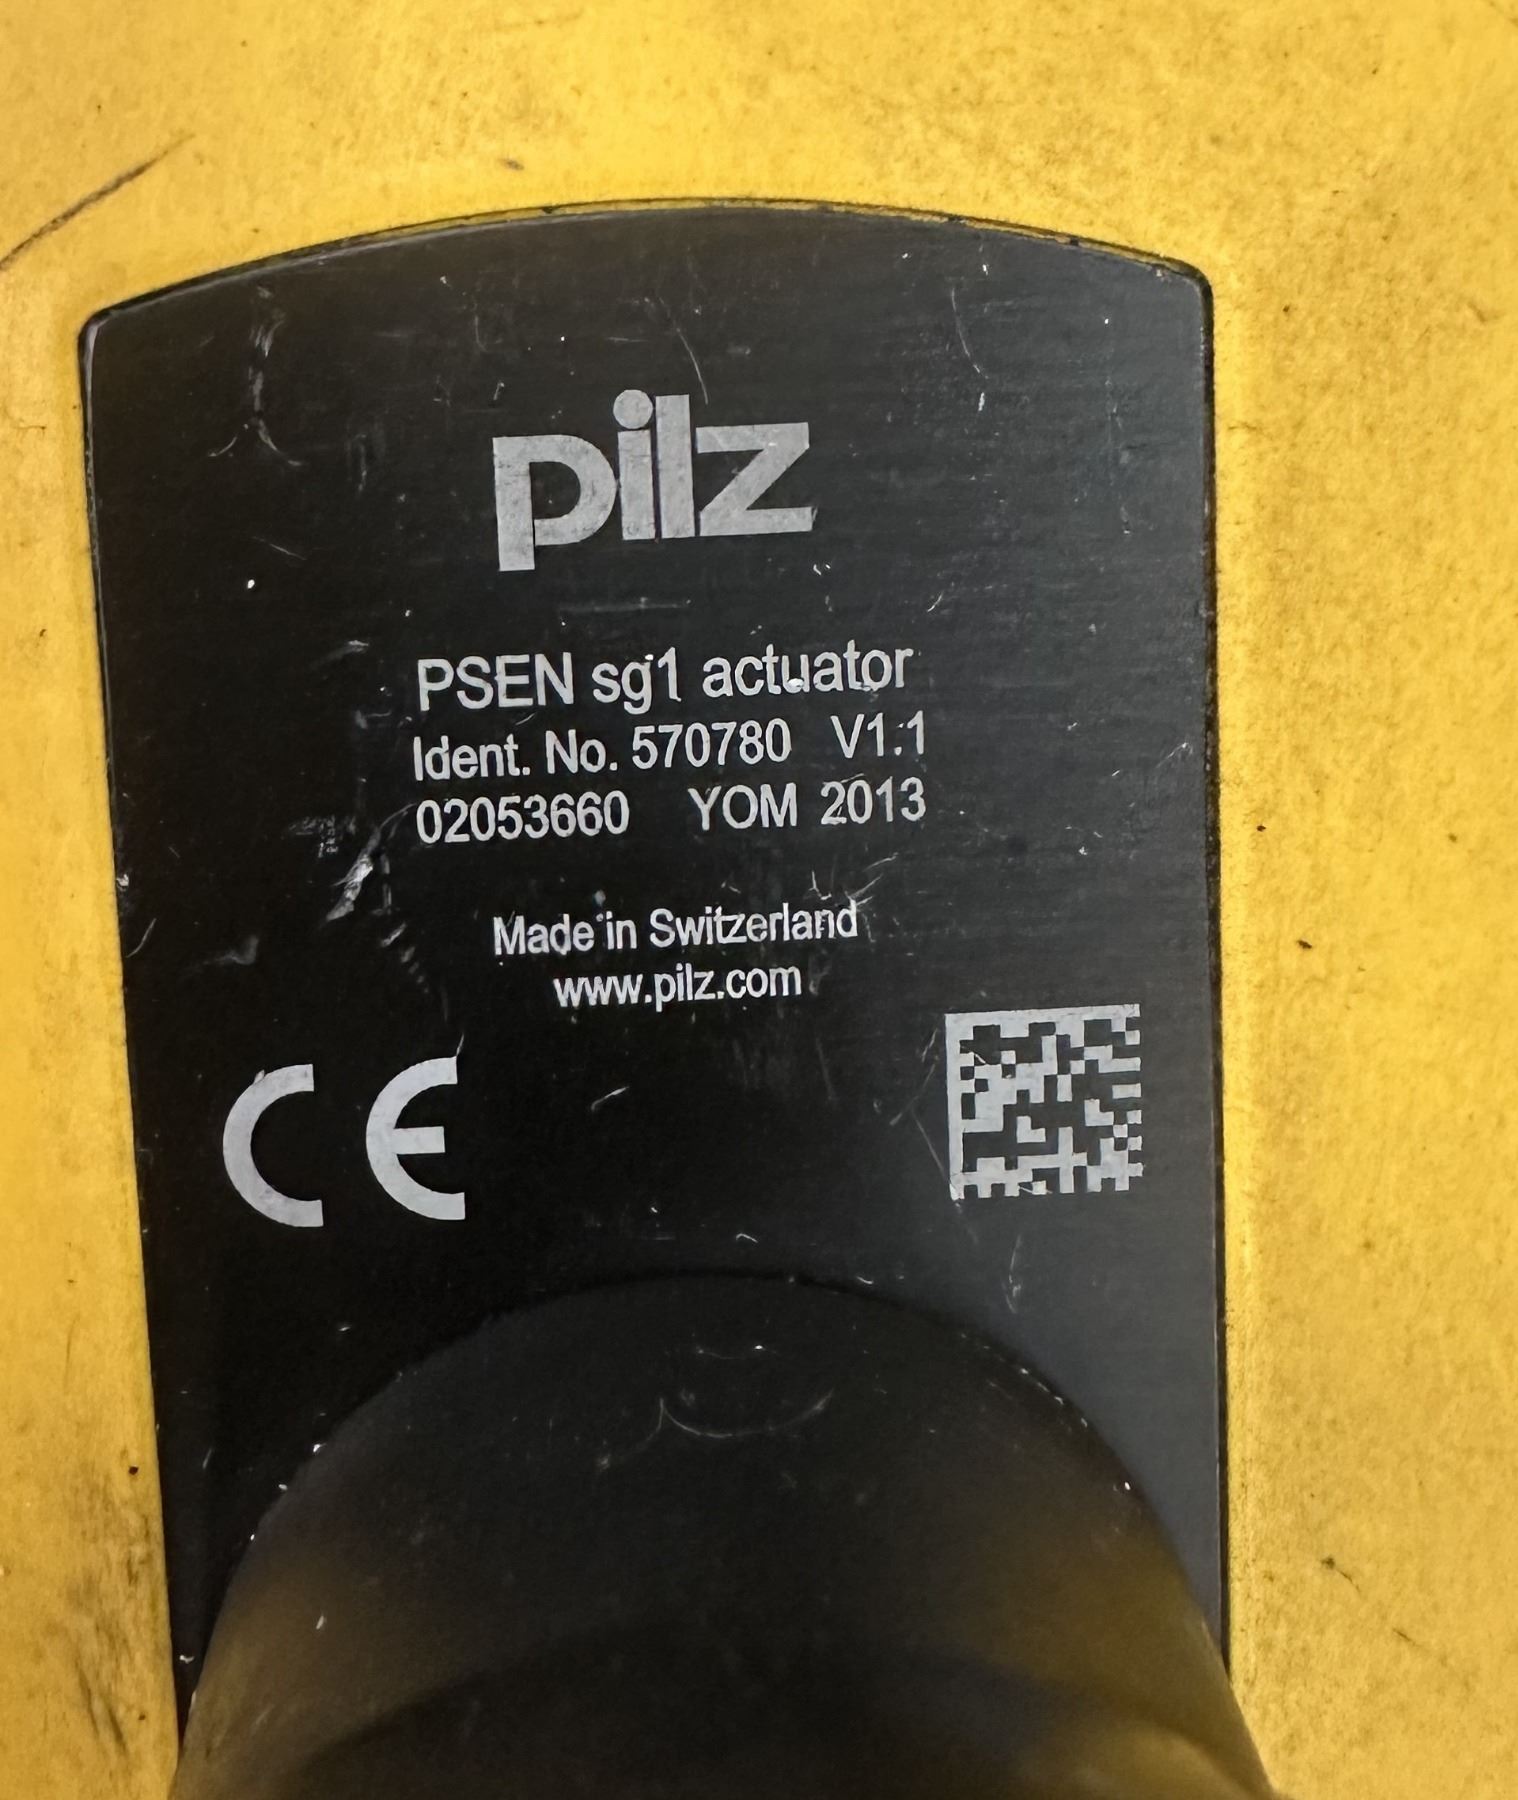 pilz
PSEN sg1 actuator
Ident. No. 570780 V1.1
02053660 YOM 2013
Made in Switzerland
www.pilz.com
CE